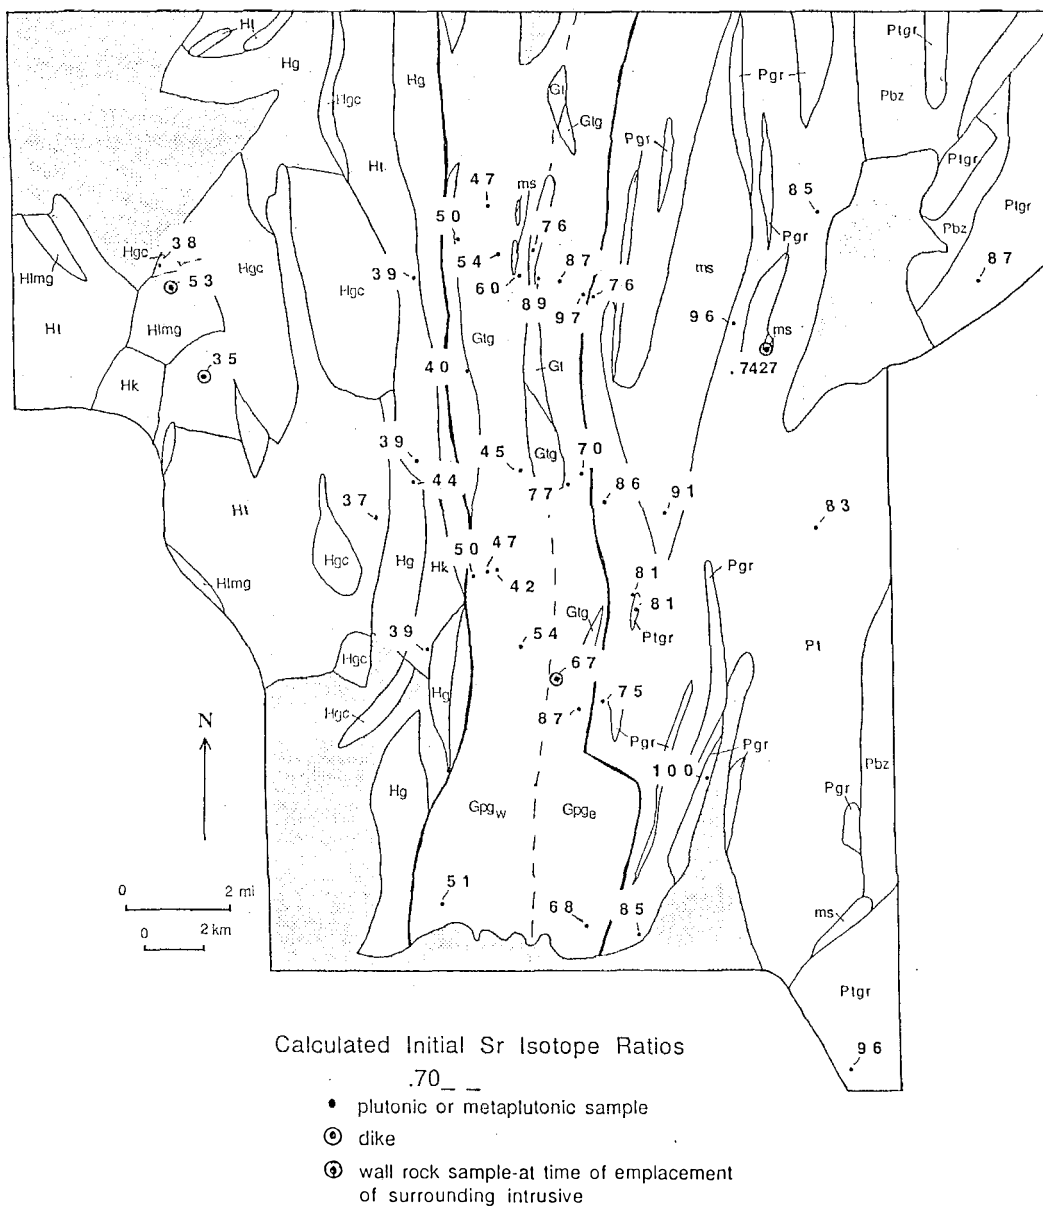 Ht
Hg
Hgc
Hg
Gt
Gtg
Pgr
Pgr
Ptgr
Pbz
Ht
Ptgr
47
ms
50
76
85
Pgr
Ptgr
Pbz
38
Hgc
Hgc
Hlmg
53
Hgc
39
54
87
60
76
89
97
ms
87
96
Ht
Hlmg
Gtg
ms
35
40
Gt
.7427
Hk
39
45
Gtg
70
44
77
86
91
37
83
Ht
Hgc
Hg
Hk
50
47
42
Pgr
Hlmg
81
81
Gtg
Ptgr
39
54
Pt
Hgc
67
Hg
75
87
Hgc
N
Pgr
Pgr
100
Pbz
Hg
Gpgw
Gpge
Pgr
0 2 mi
51
68
85
ms
0 2 km
Ptgr
96
Calculated Initial Sr Isotope Ratios
.70_ _
plutonic or metaplutonic sample
dike
wall rock sample-at time of emplacement
of surrounding intrusive